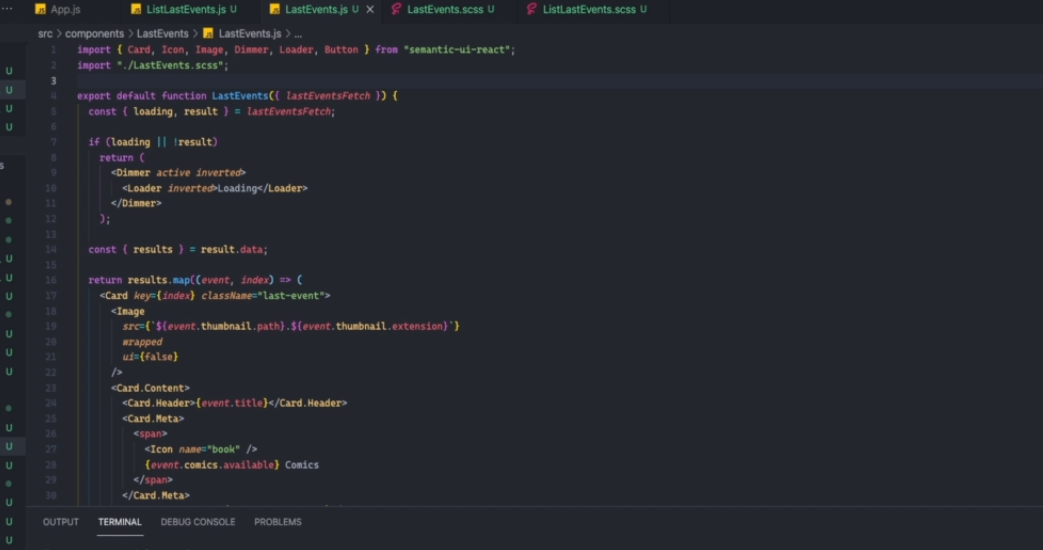 ... App.js ListLastEvents.js U LastEvents.js U × LastEvents.scss U ListLastEvents.scss U
src > components > LastEvents > LastEvents.js > ...
1 import { Card, Icon, Image, Dimmer, Loader, Button } from "semantic-ui-react";
2 import "./LastEvents.scss";
3
4 export default function LastEvents({ lastEventsFetch }) {
5 const { loading, result } = lastEventsFetch;
6
7 if (loading || !result)
8 return (
9 <Dimmer active inverted>
10 <Loader inverted>Loading</Loader>
11 </Dimmer>
12 );
13
14 const { results } = result.data;
15
16 return results.map((event, index) => (
17 <Card key={index} className="last-event">
18 <Image
19 src={`${event.thumbnail.path}.${event.thumbnail.extension}`}
20 wrapped
21 ui={false}
22 />
23 <Card.Content>
24 <Card.Header>{event.title}</Card.Header>
25 <Card.Meta>
26 <span>
27 <Icon name="book" />
28 {event.comics.available} Comics
29 </span>
30 </Card.Meta>
U
U
U
U
s
U
U
U
U
U
U
U
U
U
U
U
U
OUTPUT TERMINAL DEBUG CONSOLE PROBLEMS